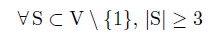 ∀ S ⊂ V \ {1}, |S| ≥ 3